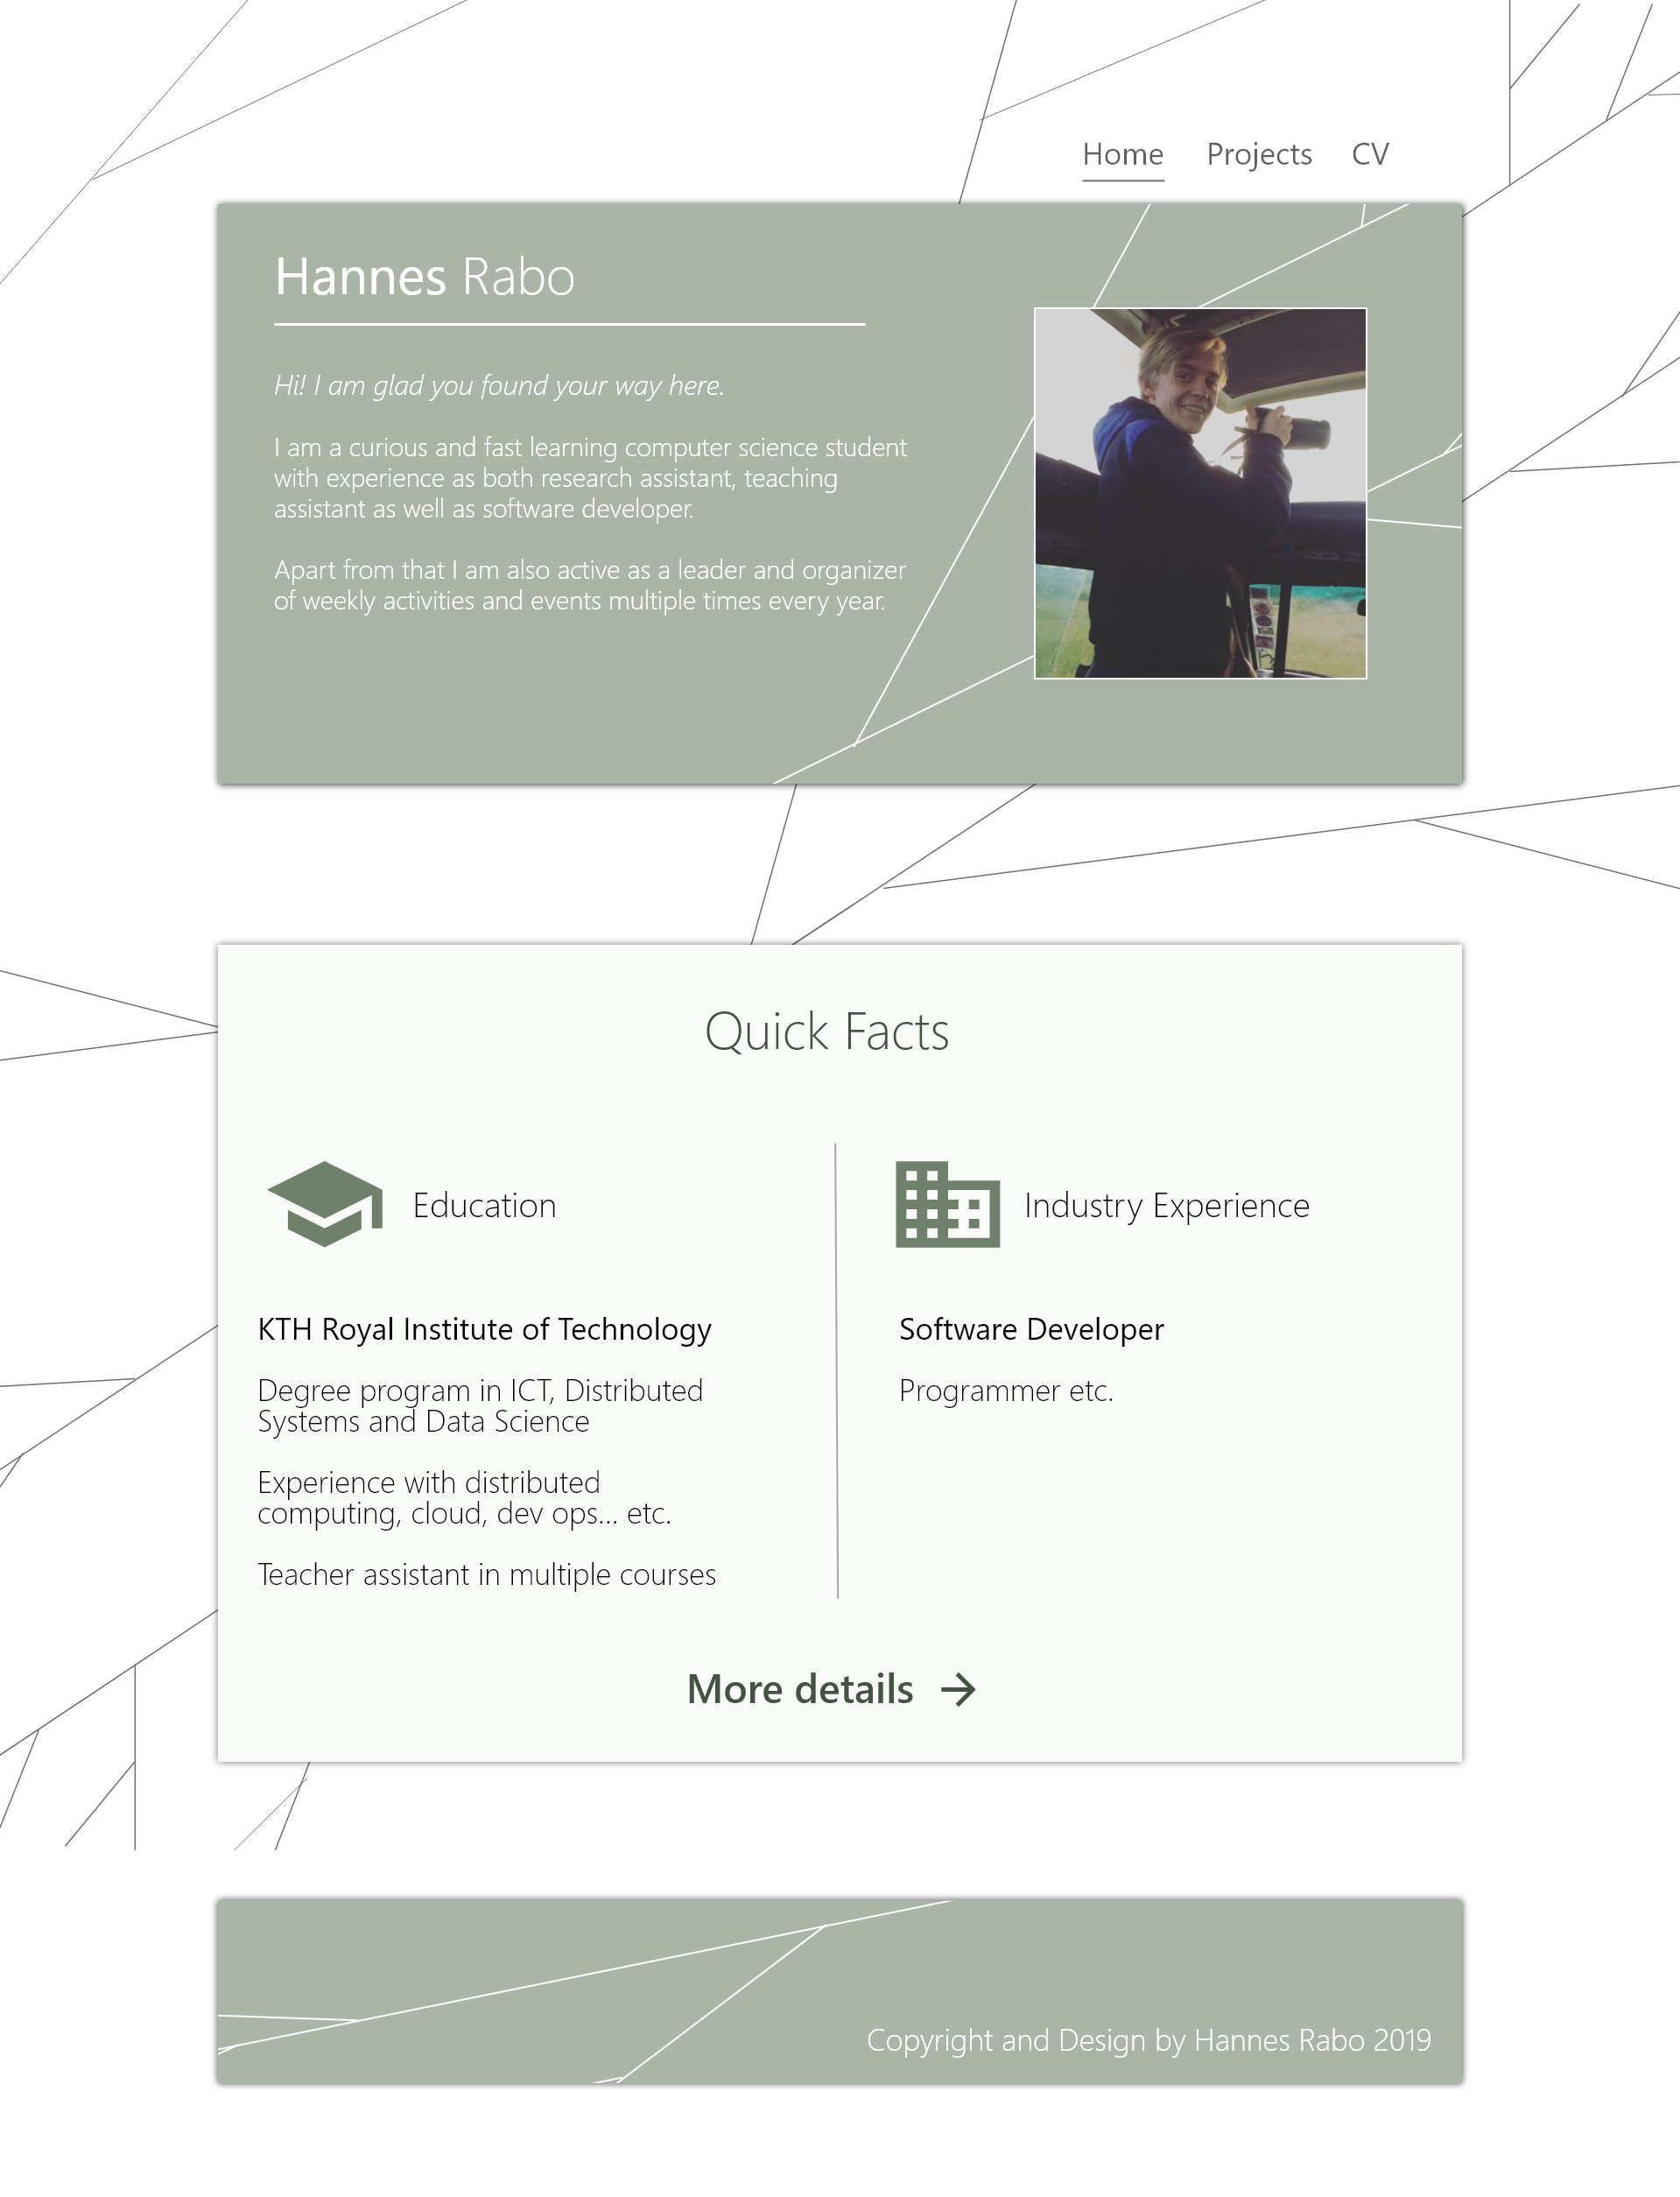 Home Projects CV
Hannes Rabo
Hi! I am glad you found your way here.
I am a curious and fast learning computer science student
with experience as both research assistant, teaching
assistant as well as software developer.
Apart from that I am also active as a leader and organizer
of weekly activities and events multiple times every year.
Quick Facts
Education
KTH Royal Institute of Technology
Degree program in ICT, Distributed
Systems and Data Science
Experience with distributed
computing, cloud, dev ops... etc.
Teacher assistant in multiple courses
Industry Experience
Software Developer
Programmer etc.
More details
Copyright and Design by Hannes Rabo 2019